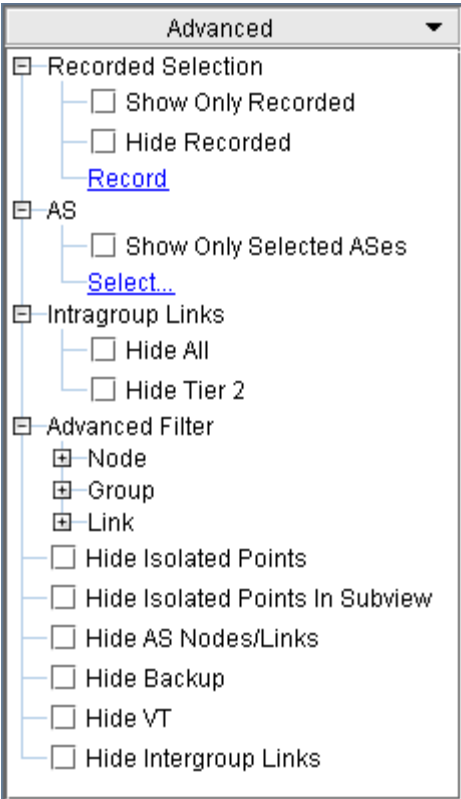 Advanced
Recorded Selection
Show Only Recorded
Hide Recorded
Record
AS
Show Only Selected ASes
Select...
Intragroup Links
Hide All
Hide Tier 2
Advanced Filter
Node
Group
Link
Hide Isolated Points
Hide Isolated Points In Subview
Hide AS Nodes/Links
Hide Backup
Hide VT
Hide Intergroup Links